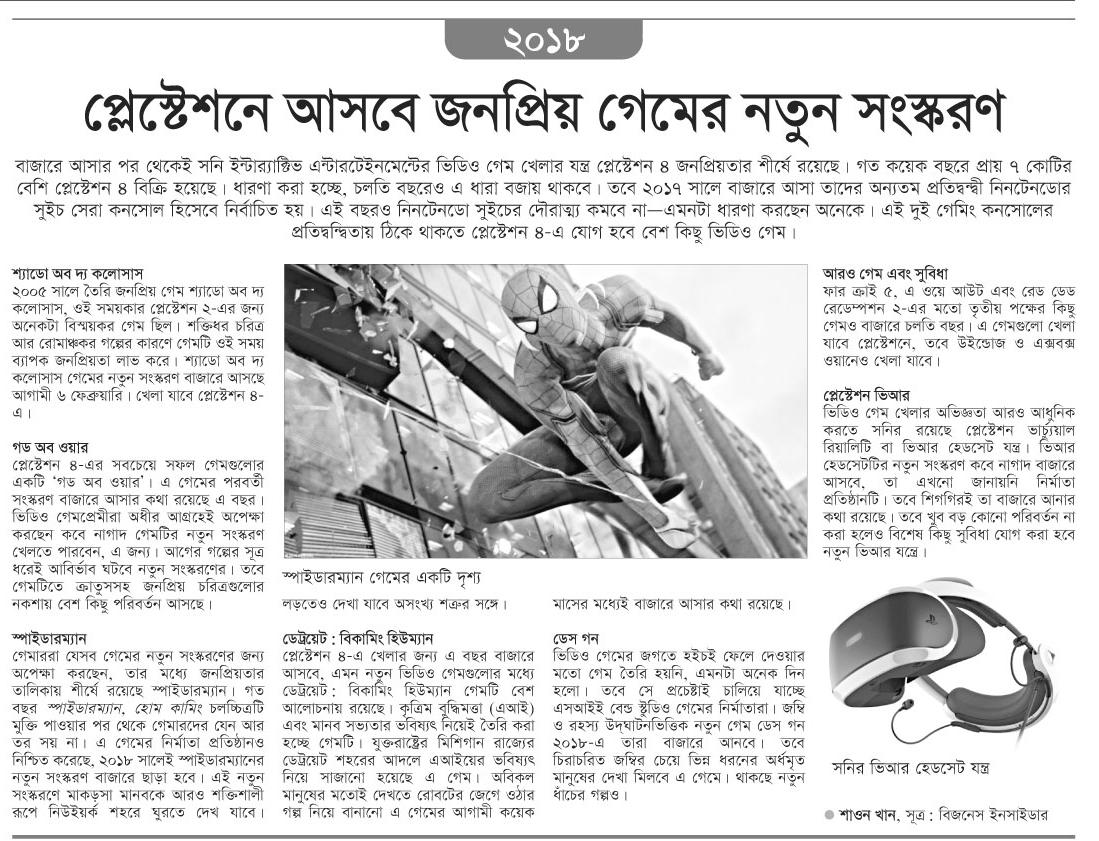 ২০১৮
প্লেস্টেশনে আসবে জনপ্রিয় গেমের নতুন সংস্করণ
বাজারে আসার পর থেকেই সনি ইন্টার‍্যাক্টিভ এন্টারটেইনমেন্টের ভিডিও গেম খেলার যন্ত্র প্লেস্টেশন ৪ জনপ্রিয়তার শীর্ষে রয়েছে। গত কয়েক বছরে প্রায় ৭ কোটির
বেশি প্লেস্টেশন ৪ বিক্রি হয়েছে। ধারণা করা হচ্ছে, চলতি বছরেও এ ধারা বজায় থাকবে। তবে ২০১৭ সালে বাজারে আসা তাদের অন্যতম প্রতিদ্বন্দ্বী নিনটেনডোর
সুইচ সেরা কনসোল হিসেবে নির্বাচিত হয়। এই বছরও নিনটেনডো সুইচের দৌরাত্ম্য কমবে না—এমনটা ধারণা করছেন অনেকে। এই দুই গেমিং কনসোলের
প্রতিদ্বন্দ্বিতায় ঠিকে থাকতে প্লেস্টেশন ৪-এ যোগ হবে বেশ কিছু ভিডিও গেম।
শ্যাডো অব দ্য কলোসাস
২০০৫ সালে তৈরি জনপ্রিয় গেম শ্যাডো অব দ্য
কলোসাস, ওই সময়কার প্লেস্টেশন ২-এর জন্য
অনেকটা বিস্ময়কর গেম ছিল। শক্তিধর চরিত্র
আর রোমাঞ্চকর গল্পের কারণে গেমটি ওই সময়
ব্যাপক জনপ্রিয়তা লাভ করে। শ্যাডো অব দ্য
কলোসাস গেমের নতুন সংস্করণ বাজারে আসছে
আগামী ৬ ফেব্রুয়ারি। খেলা যাবে প্লেস্টেশন ৪-
এ।
গড অব ওয়ার
প্লেস্টেশন ৪-এর সবচেয়ে সফল গেমগুলোর
একটি ‘গড অব ওয়ার’। এ গেমের পরবর্তী
সংস্করণ বাজারে আসার কথা রয়েছে এ বছর।
ভিডিও গেমপ্রেমীরা অধীর আগ্রহেই অপেক্ষা
করছেন কবে নাগাদ গেমটির নতুন সংস্করণ
খেলতে পারবেন, এ জন্য। আগের গল্পের সূত্র
ধরেই আবির্ভাব ঘটবে নতুন সংস্করণের। তবে
গেমটিতে ক্রাতুসসহ জনপ্রিয় চরিত্রগুলোর
নকশায় বেশ কিছু পরিবর্তন আসছে।
স্পাইডারম্যান
গেমাররা যেসব গেমের নতুন সংস্করণের জন্য
অপেক্ষা করছেন, তার মধ্যে জনপ্রিয়তার
তালিকায় শীর্ষে রয়েছে স্পাইডারম্যান। গত
বছর স্পাইডারম্যান, হোম কামিং চলচ্চিত্রটি
মুক্তি পাওয়ার পর থেকে গেমারদের যেন আর
তর সয় না। এ গেমের নির্মাতা প্রতিষ্ঠানও
নিশ্চিত করেছে, ২০১৮ সালেই স্পাইডারম্যানের
নতুন সংস্করণ বাজারে ছাড়া হবে। এই নতুন
সংস্করণে মাকড়সা মানবকে আরও শক্তিশালী
রূপে নিউইয়র্ক শহরে ঘুরতে দেখ যাবে।
স্পাইডারম্যান গেমের একটি দৃশ্য
লড়তেও দেখা যাবে অসংখ্য শত্রুর সঙ্গে।
ডেট্রয়েট : বিকামিং হিউম্যান
প্লেস্টেশন ৪-এ খেলার জন্য এ বছর বাজারে
আসবে, এমন নতুন ভিডিও গেমগুলোর মধ্যে
ডেট্রয়েট : বিকামিং হিউম্যান গেমটি বেশ
আলোচনায় রয়েছে। কৃত্রিম বুদ্ধিমত্তা (এআই)
এবং মানব সভ্যতার ভবিষ্যৎ নিয়েই তৈরি করা
হচ্ছে গেমটি। যুক্তরাষ্ট্রের মিশিগান রাজ্যের
ডেট্রয়েট শহরের আদলে এআইয়ের ভবিষ্যৎ
নিয়ে সাজানো হয়েছে এ গেম। অবিকল
মানুষের মতোই দেখতে রোবটের জেগে ওঠার
গল্প নিয়ে বানানো এ গেমের আগামী কয়েক
মাসের মধ্যেই বাজারে আসার কথা রয়েছে।
ডেস গন
ভিডিও গেমের জগতে হইচই ফেলে দেওয়ার
মতো গেম তৈরি হয়নি, এমনটা অনেক দিন
হলো। তবে সে প্রচেষ্টাই চালিয়ে যাচ্ছে
এসআইই বেন্ড স্টুডিও গেমের নির্মাতারা। জম্বি
ও রহস্য উদ্‌ঘাটনভিত্তিক নতুন গেম ডেস গন
২০১৮-এ তারা বাজারে আনবে। তবে
চিরাচরিত জম্বির চেয়ে ভিন্ন ধরনের অর্ধমৃত
মানুষের দেখা মিলবে এ গেমে। থাকছে নতুন
ধাঁচের গল্পও।
আরও গেম এবং সুবিধা
ফার ক্রাই ৫, এ ওয়ে আউট এবং রেড ডেড
রেডেম্পশন ২-এর মতো তৃতীয় পক্ষের কিছু
গেমও বাজারে চলতি বছর। এ গেমগুলো খেলা
যাবে প্লেস্টেশনে, তবে উইন্ডোজ ও এক্সবক্স
ওয়ানেও খেলা যাবে।
প্লেস্টেশন ভিআর
ভিডিও গেম খেলার অভিজ্ঞতা আরও আধুনিক
করতে সনির রয়েছে প্লেস্টেশন ভার্চ্যুয়াল
রিয়ালিটি বা ভিআর হেডসেট যন্ত্র। ভিআর
হেডসেটটির নতুন সংস্করণ কবে নাগাদ বাজারে
আসবে, তা এখনো জানায়নি নির্মাতা
প্রতিষ্ঠানটি। তবে শিগগিরই তা বাজারে আনার
কথা রয়েছে। তবে খুব বড় কোনো পরিবর্তন না
করা হলেও বিশেষ কিছু সুবিধা যোগ করা হবে
নতুন ভিআর যন্ত্রে।
সনির ভিআর হেডসেট যন্ত্র
● শাওন খান, সূত্র : বিজনেস ইনসাইডার